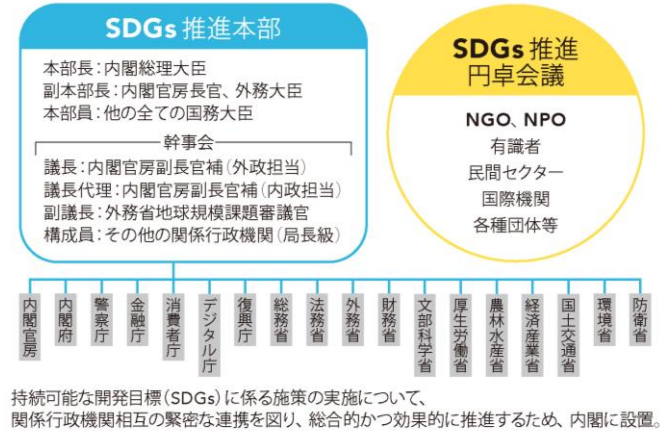 SDGs 推進本部
本部長：内閣総理大臣
副本部長：内閣官房長官、外務大臣
本部員：他の全ての国務大臣
幹事会
議長：内閣官房副長官補（外政担当）
議長代理：内閣官房副長官補（内政担当）
副議長：外務省地球規模課題審議官
構成員：その他の関係行政機関（局長級）
SDGs 推進
円卓会議
NGO、NPO
有識者
民間セクター
国際機関
各種団体等
内閣官房
内閣府
警察庁
金融庁
消費者庁
デジタル庁
復興庁
総務省
法務省
外務省
財務省
文部科学省
厚生労働省
農林水産省
経済産業省
国土交通省
環境省
防衛省
持続可能な開発目標（SDGs）に係る施策の実施について、
関係行政機関相互の緊密な連携を図り、総合的かつ効果的に推進するため、内閣に設置。